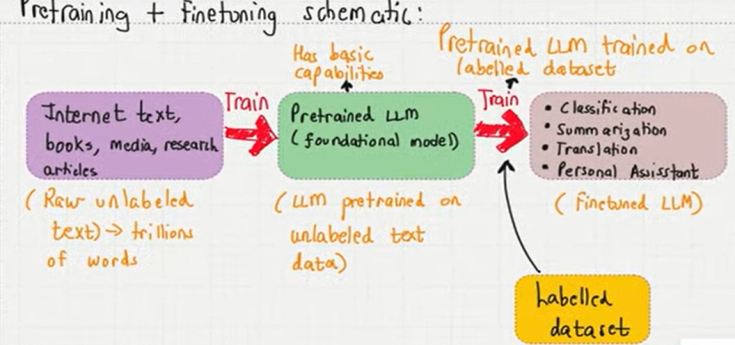 Pretraining + finetuning schematic:
Has basic
capabilities
Pretrained LLM trained on
labelled dataset
Train
Train
Internet text,
books, media, research
articles
Pretrained LLM
(foundational model)
• Classification
• Summarization
• Translation
• Personal Assistant
(Raw unlabeled
text) → trillions
of words
(LLM pretrained on
unlabeled text
data)
(Finetuned LLM)
Labelled
dataset